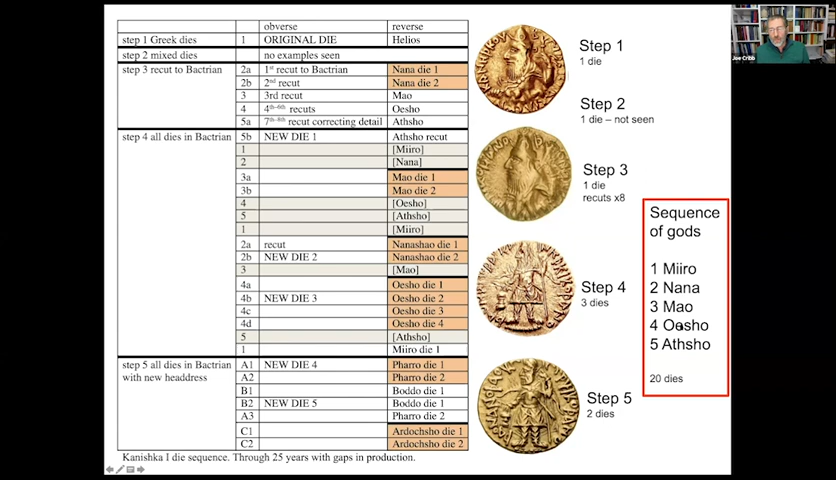 obverse reverse
step 1 Greek dies 1 ORIGINAL DIE Helios
step 2 mixed dies no examples seen
step 3 recut to Bactrian 2a 1st recut to Bactrian Nana die 1
2b 2nd recut Nana die 2
3 3rd recut Mao
4 4th-6th recuts Oesho
5a 7th-8th recut correcting detail Athsho
step 4 all dies in Bactrian 5b NEW DIE 1 Athsho recut
1 [Miiro]
2 [Nana]
3a Mao die 1
3b Mao die 2
4 [Oesho]
5 [Athsho]
1 [Miiro]
2a recut Nanashao die 1
2b NEW DIE 2 Nanashao die 2
3 [Mao]
4a Oesho die 1
4b NEW DIE 3 Oesho die 2
4c Oesho die 3
4d Oesho die 4
5 [Athsho]
1 Miiro die 1
step 5 all dies in Bactrian A1 NEW DIE 4 Pharro die 1
with new headdress A2 Pharro die 2
B1 Boddo die 1
B2 NEW DIE 5 Boddo die 1
A3 Pharro die 2
C1 Ardochsho die 1
C2 Ardochsho die 2
Kanishka I die sequence. Through 25 years with gaps in production.
Step 1
1 die
Step 2
1 die – not seen
Step 3
1 die
recuts x8
Step 4
3 dies
Step 5
2 dies
Sequence
of gods
1 Miiro
2 Nana
3 Mao
4 Oesho
5 Athsho
20 dies
Joe Cribb